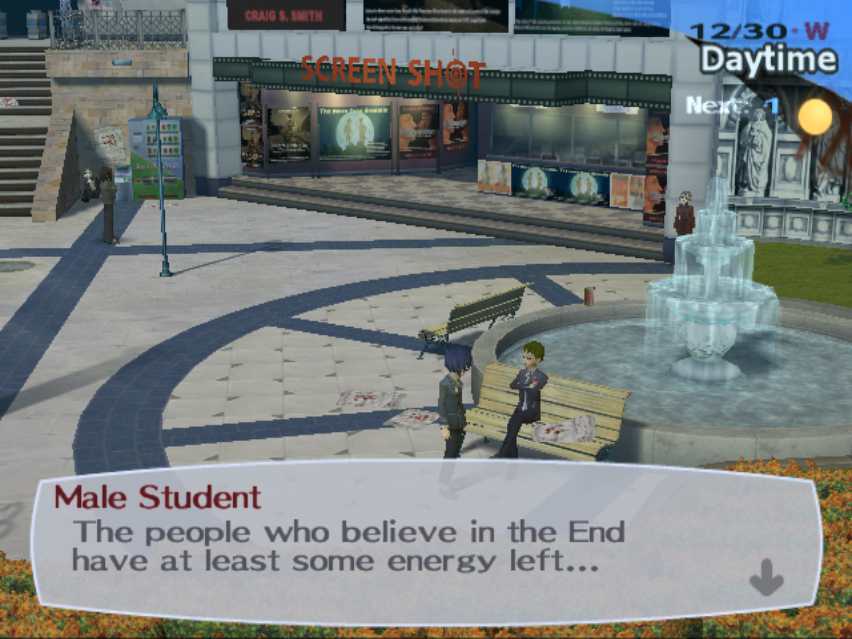 CRAIG S. SMITH
12/30・W
Daytime
SCREEN SHOT
Male Student
The people who believe in the End
have at least some energy left...